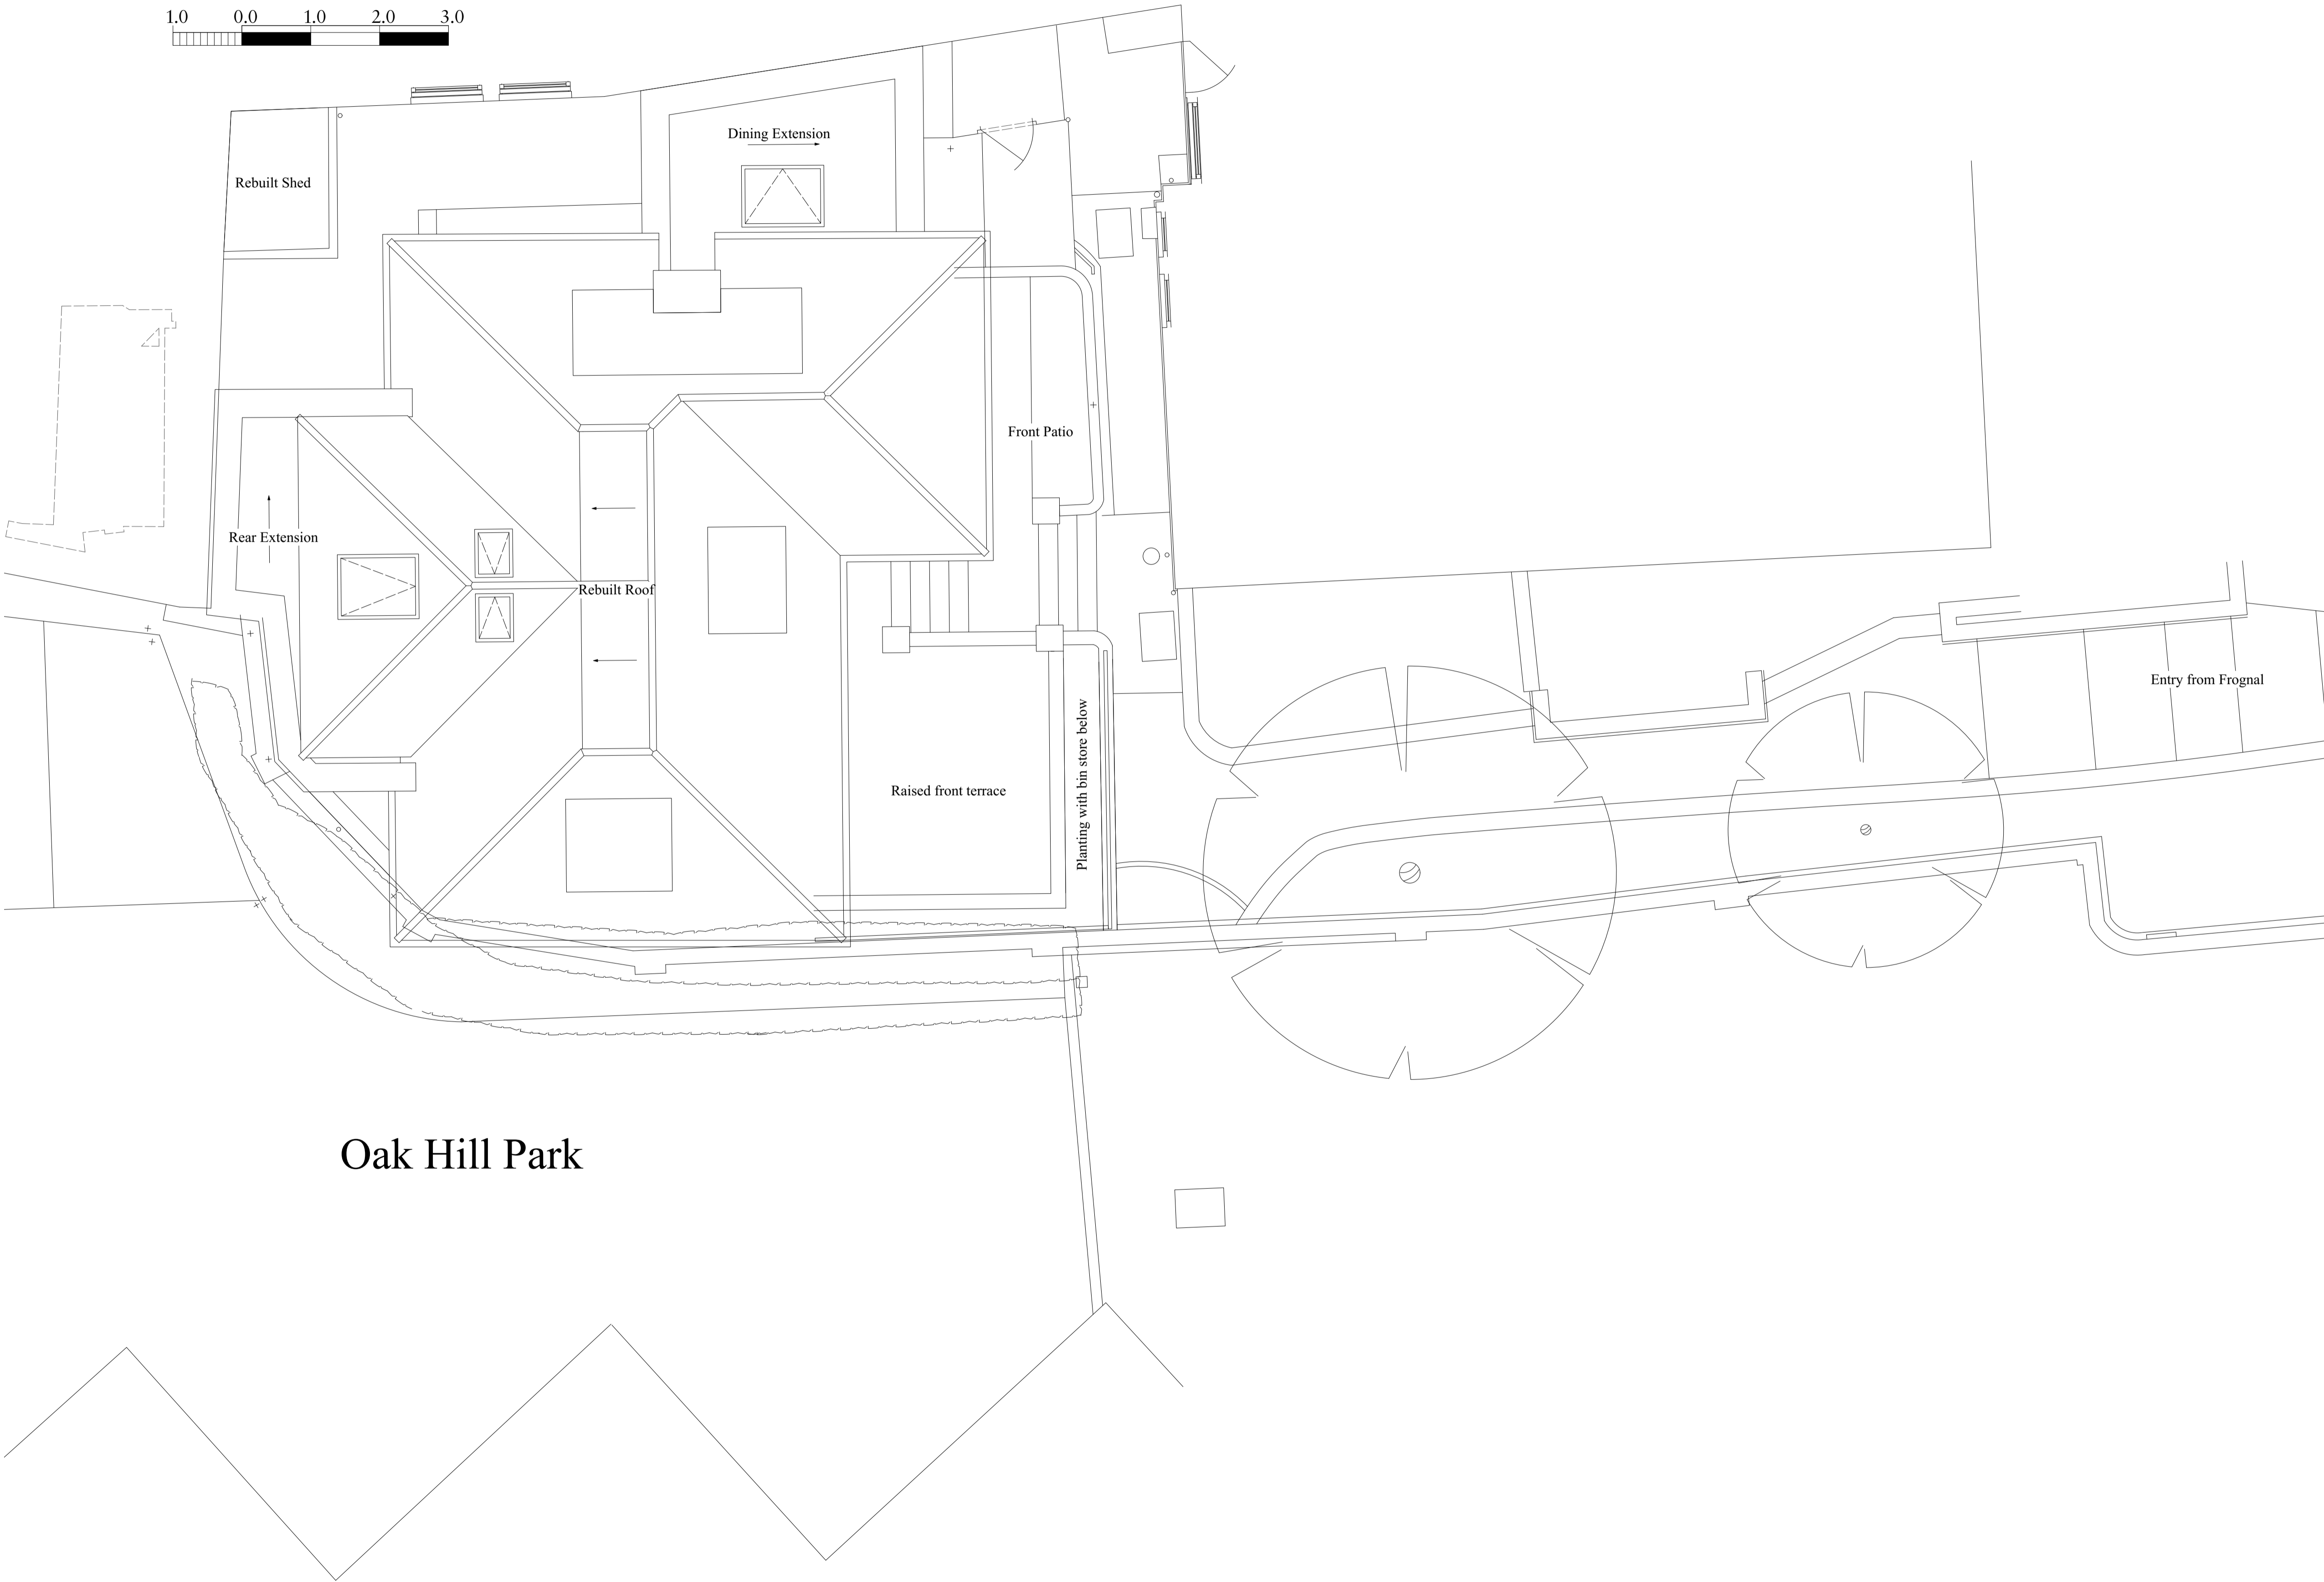 1.0 0.0 1.0 2.0 3.0
Dining Extension
Rebuilt Shed
Front Patio
Rear Extension
Rebuilt Roof
Entry from Frognal
Raised front terrace
Planting with bin store below
Oak Hill Park